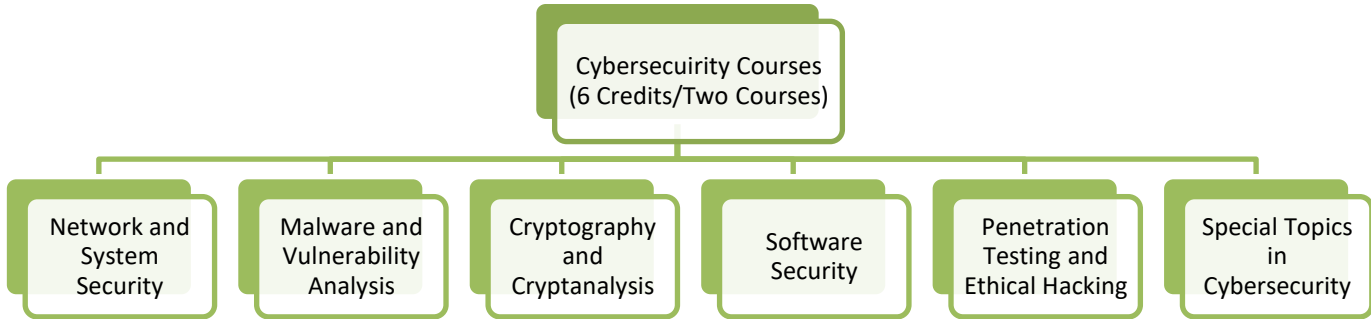 Cybersecuirity Courses
(6 Credits/Two Courses)
Network and
System
Security
Malware and
Vulnerability
Analysis
Cryptography
and
Cryptanalysis
Software
Security
Penetration
Testing and
Ethical Hacking
Special Topics
in
Cybersecurity